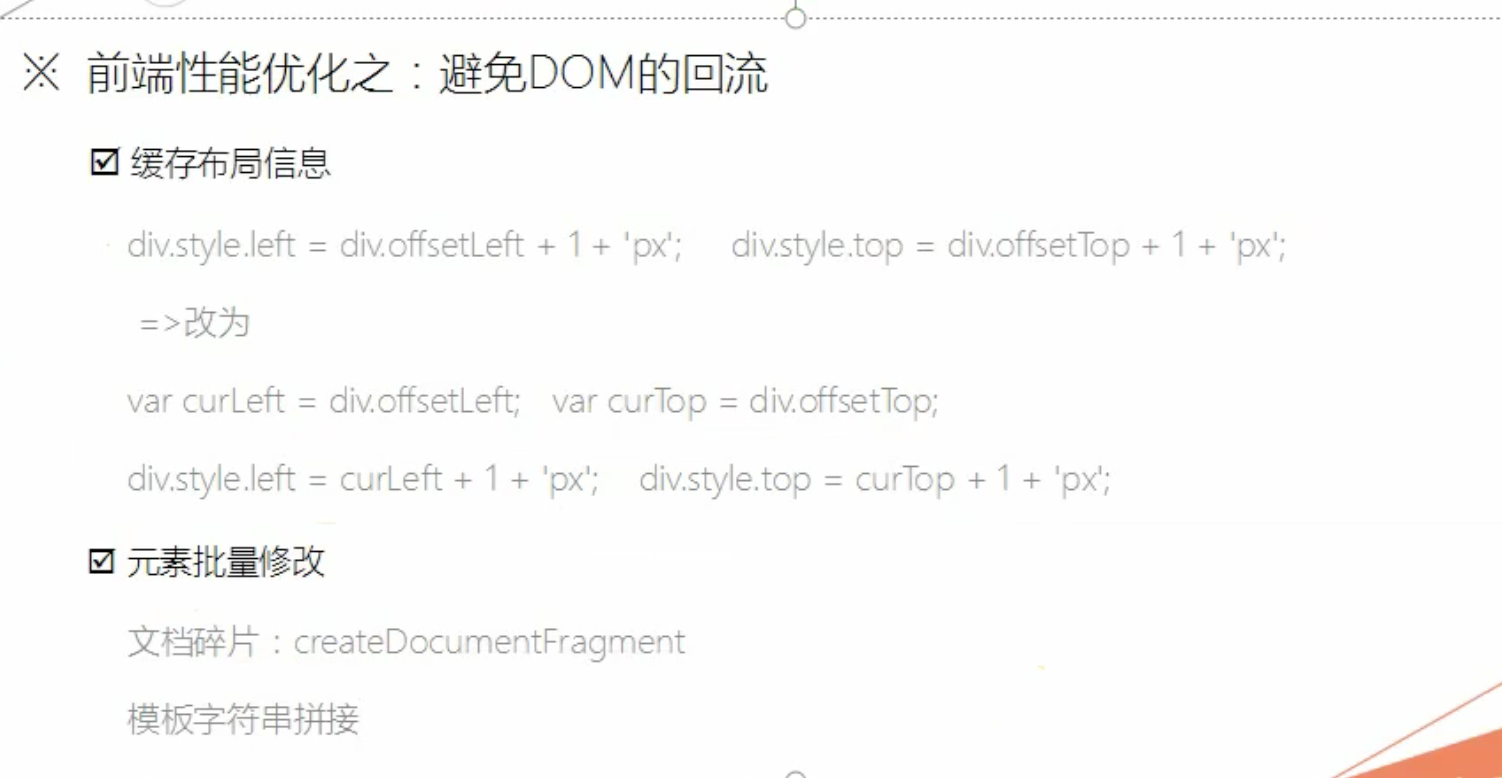 ※ 前端性能优化之：避免DOM的回流
☑ 缓存布局信息
div.style.left = div.offsetLeft + 1 + 'px'; div.style.top = div.offsetTop + 1 + 'px';
=>改为
var curLeft = div.offsetLeft; var curTop = div.offsetTop;
div.style.left = curLeft + 1 + 'px'; div.style.top = curTop + 1 + 'px';
☑ 元素批量修改
文档碎片：createDocumentFragment
模板字符串拼接